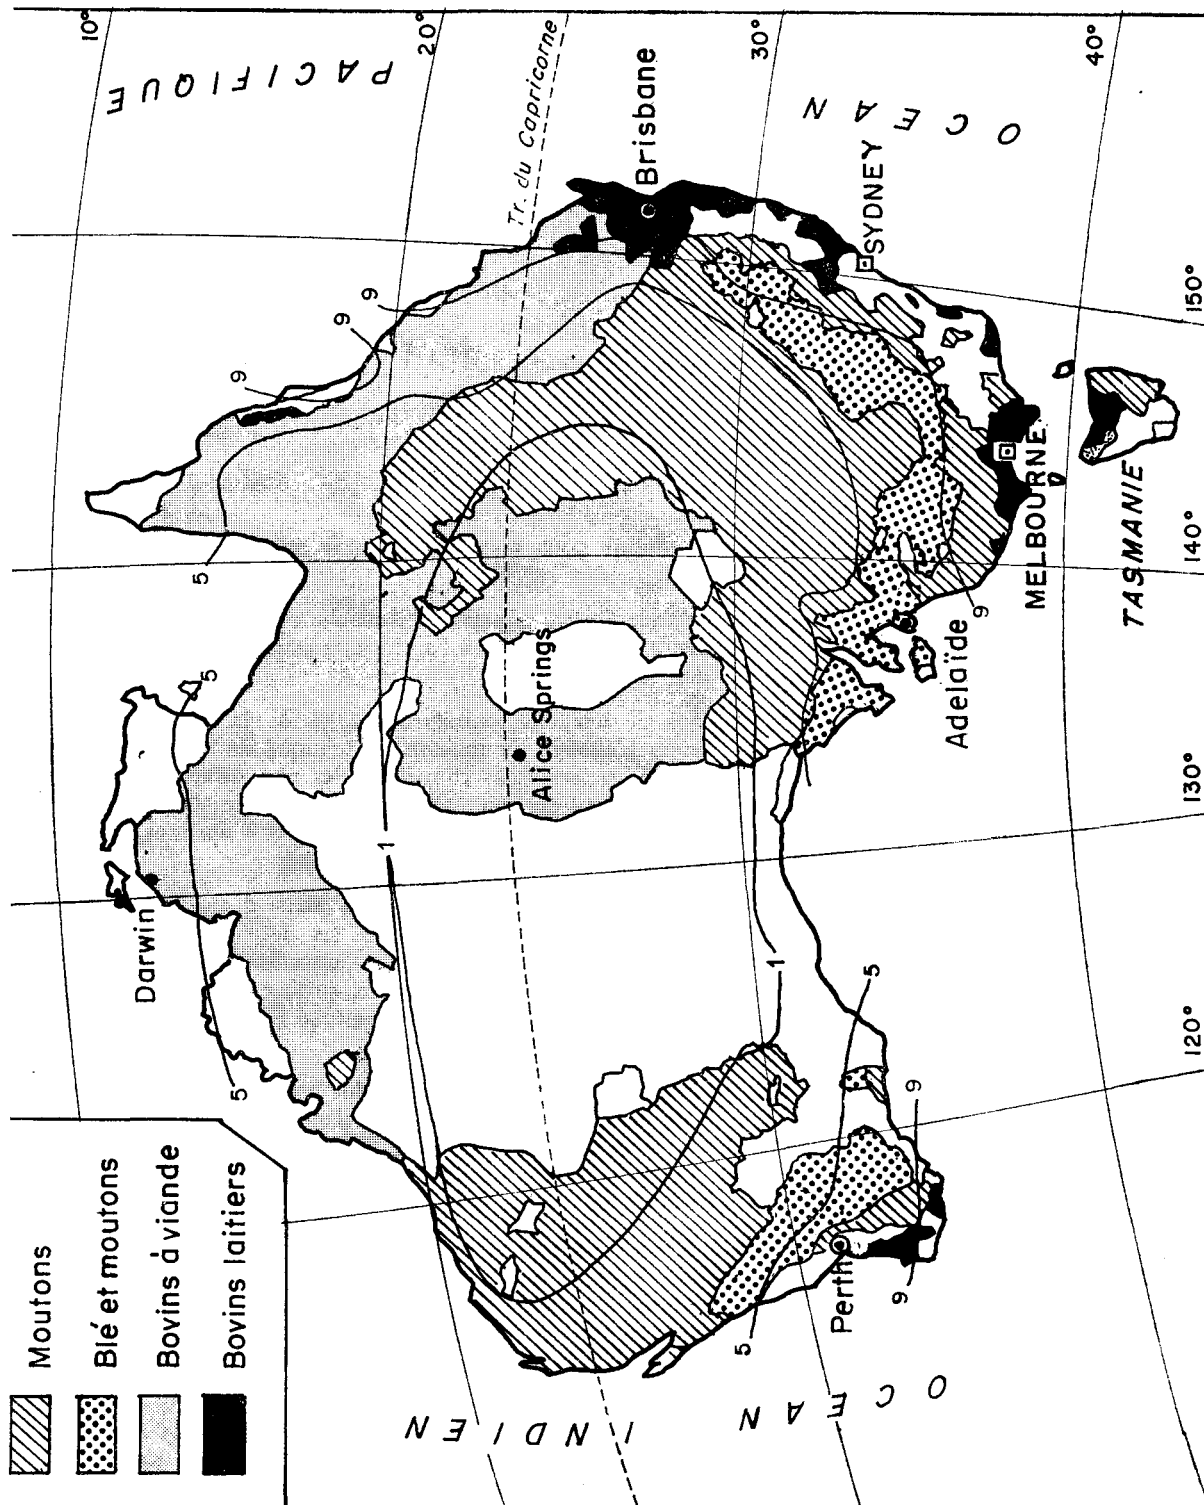 Moutons
Blé et moutons
Bovins à viande
Bovins laitiers
OCEAN
INDIEN
OCEAN
PACIFIQUE
Tr. du Capricorne
10°
20°
30°
40°
120°
130°
140°
150°
Darwin
Alice Springs
Brisbane
SYDNEY
MELBOURNE
TASMANIE
Adelaïde
Perth
5
5
5
9
9
9
1
1
5
5
9
9
9